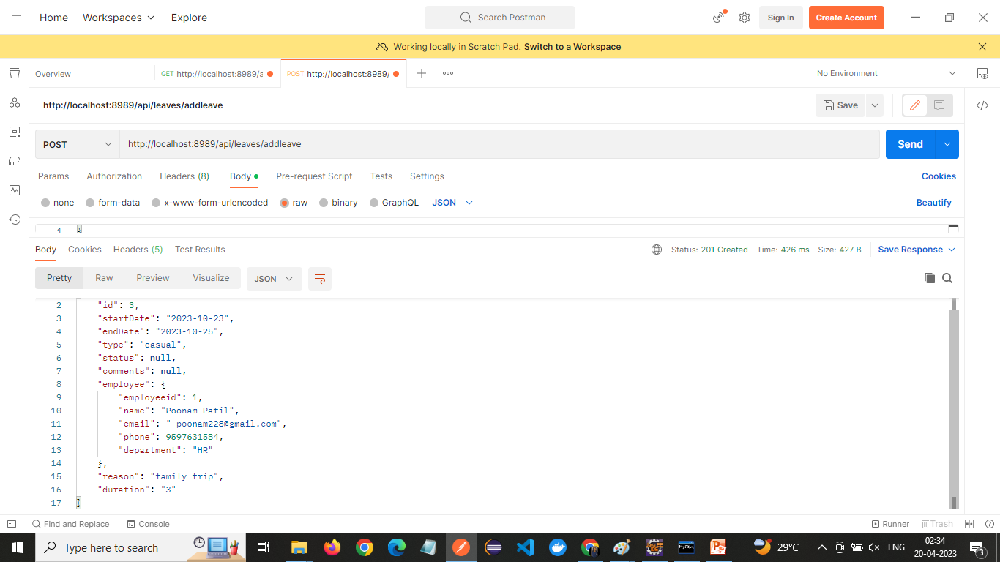 Home Workspaces Explore Search Postman Sign In Create Account
Working locally in Scratch Pad. Switch to a Workspace
Overview GET http://localhost:8989/a POST http://localhost:8989/ No Environment
http://localhost:8989/api/leaves/addleave Save
POST http://localhost:8989/api/leaves/addleave Send
Params Authorization Headers (8) Body Pre-request Script Tests Settings Cookies
none form-data x-www-form-urlencoded raw binary GraphQL JSON Beautify
1 {
Body Cookies Headers (5) Test Results Status: 201 Created Time: 426 ms Size: 427 B Save Response
Pretty Raw Preview Visualize JSON
2 "id": 3,
3 "startDate": "2023-10-23",
4 "endDate": "2023-10-25",
5 "type": "casual",
6 "status": null,
7 "comments": null,
8 "employee": {
9 "employeeid": 1,
10 "name": "Poonam Patil",
11 "email": " poonam228@gmail.com",
12 "phone": 9597631584,
13 "department": "HR"
14 },
15 "reason": "family trip",
16 "duration": "3"
17 }
Find and Replace Console Runner Trash
Type here to search 29°C ENG 02:34
20-04-2023 3